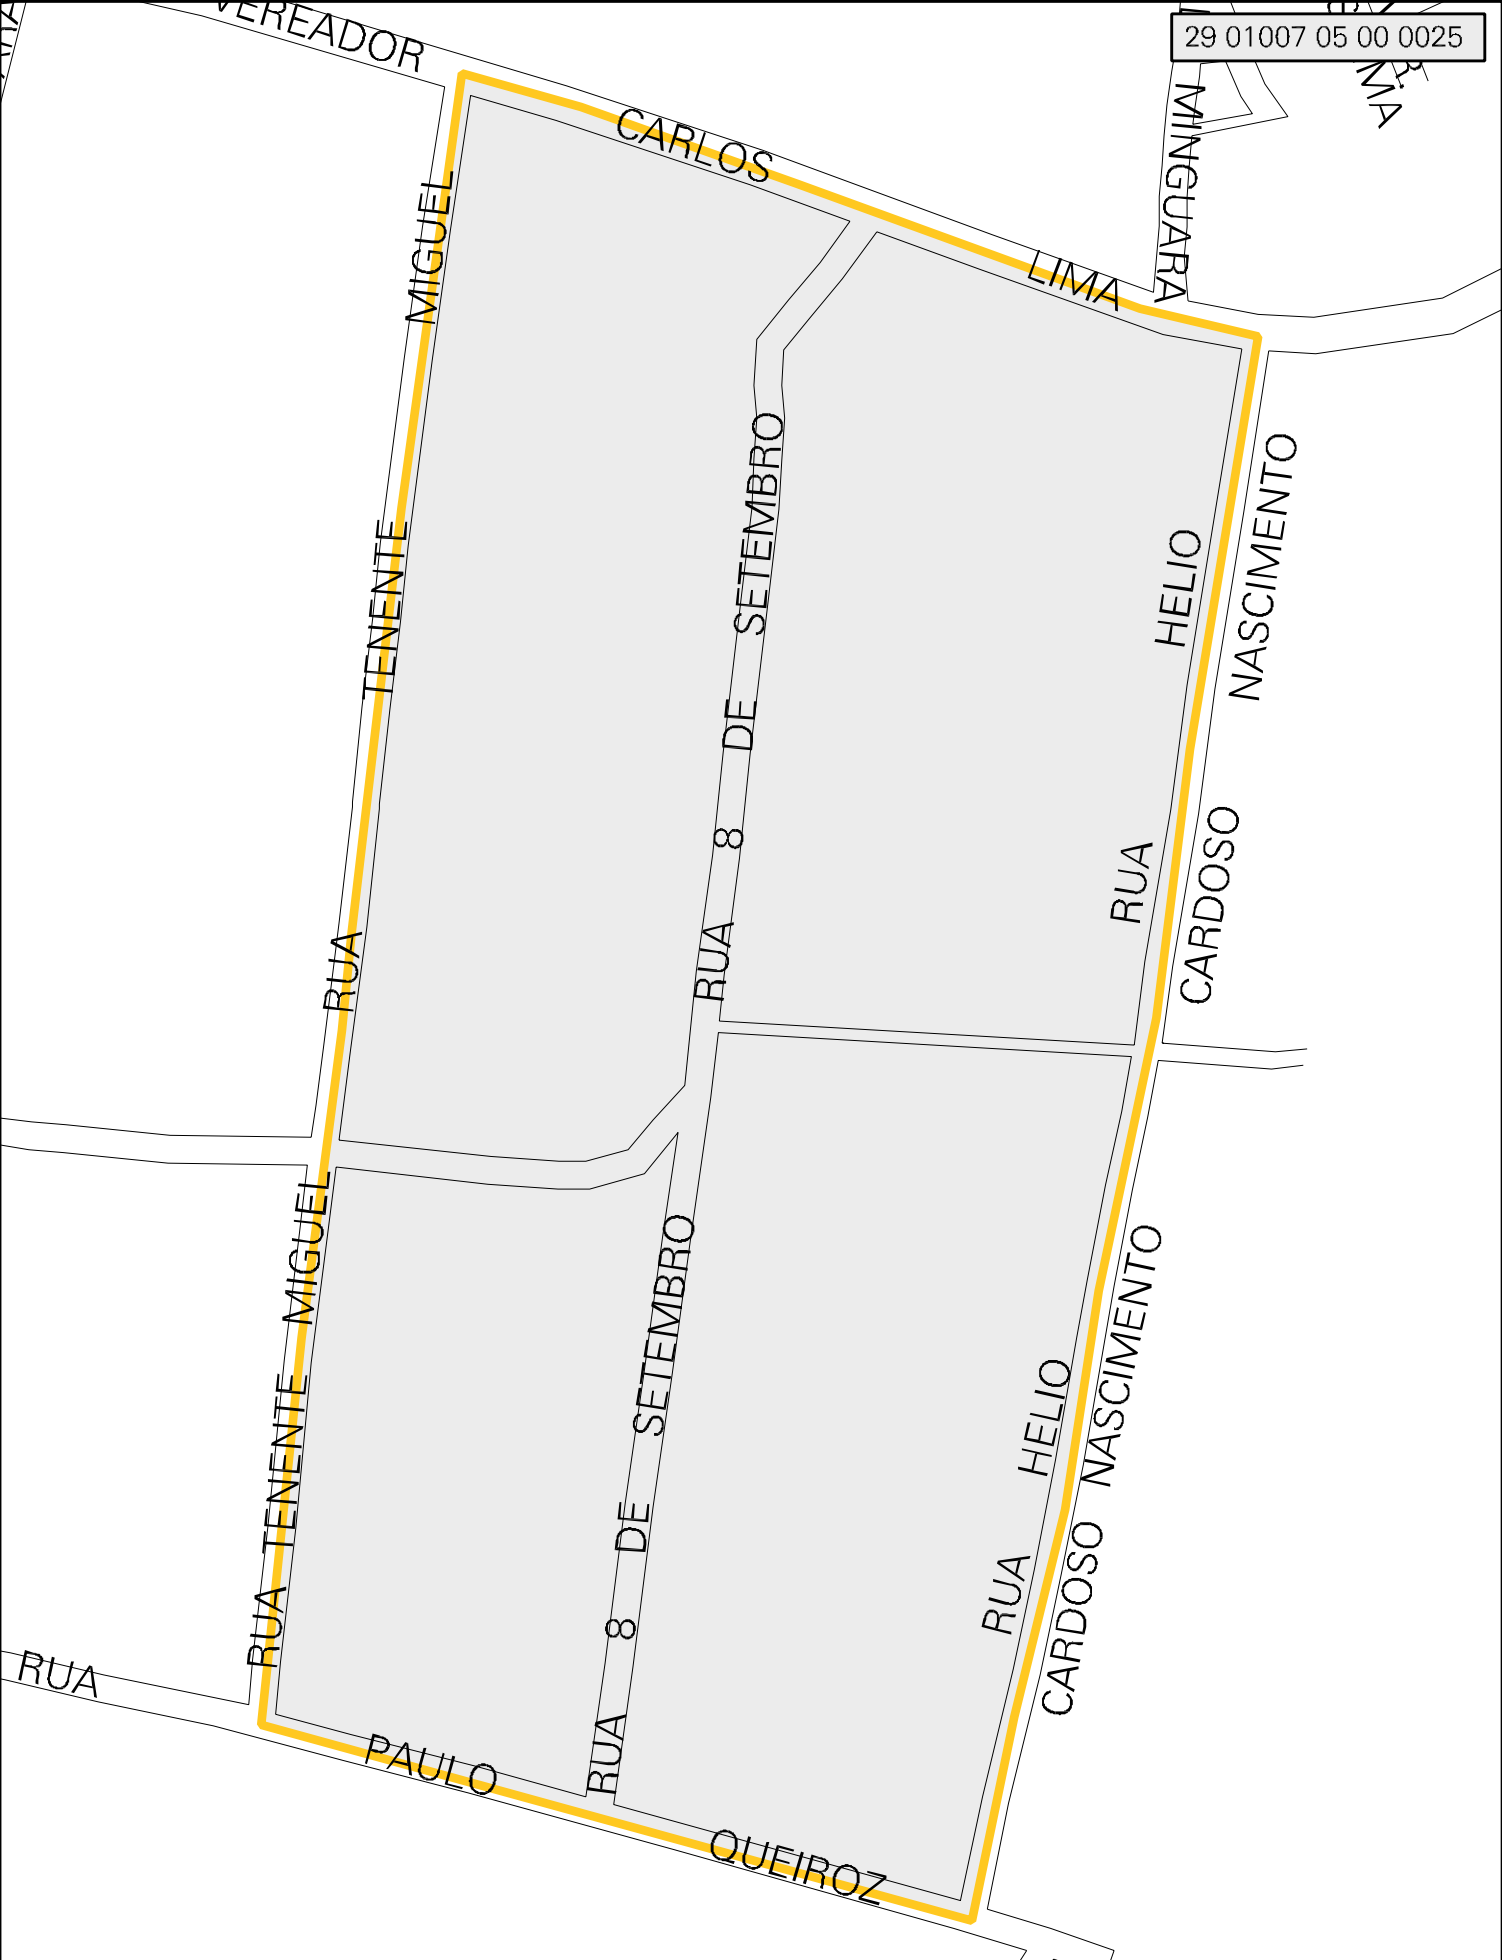 29 01007 05 00 0025
VEREADOR CARLOS LIMA
MINGUARA
RUA TENENTE MIGUEL
RUA 8 DE SETEMBRO
RUA HELIO CARDOSO NASCIMENTO
RUA TENENTE MIGUEL
RUA 8 DE SETEMBRO
RUA HELIO CARDOSO NASCIMENTO
RUA PAULO QUEIROZ